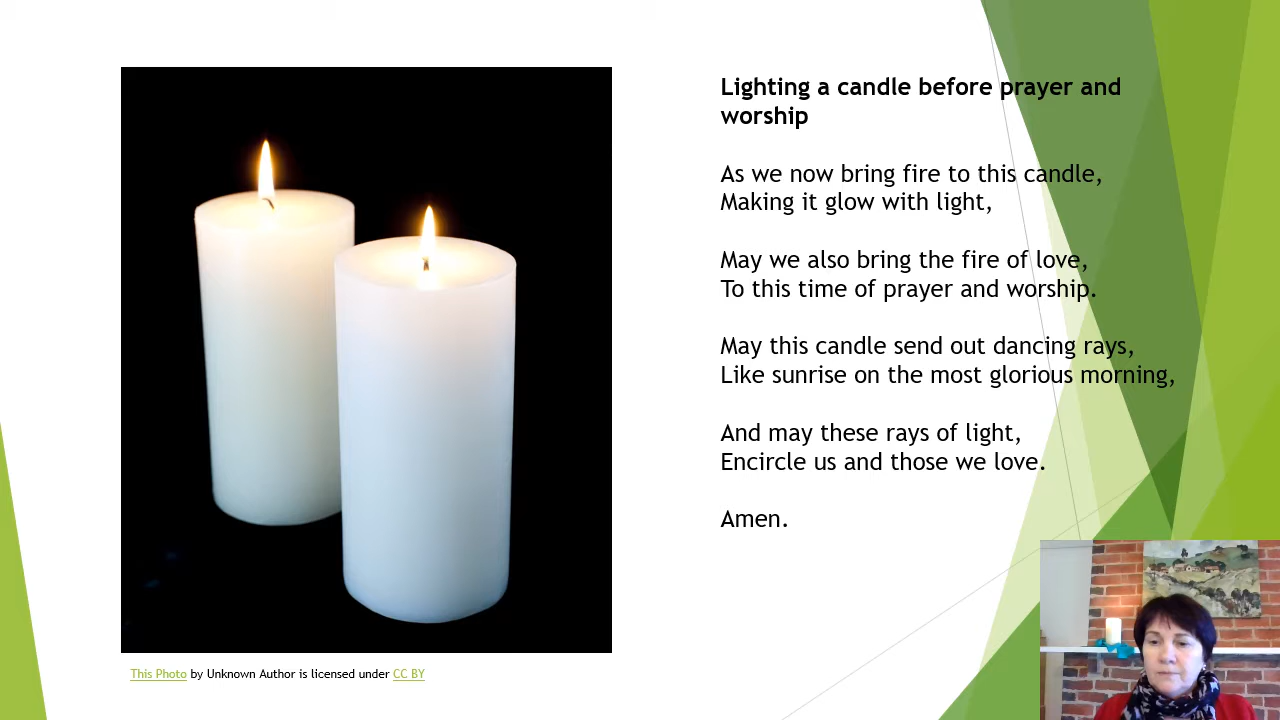 Lighting a candle before prayer and
worship
As we now bring fire to this candle,
Making it glow with light,
May we also bring the fire of love,
To this time of prayer and worship.
May this candle send out dancing rays,
Like sunrise on the most glorious morning,
And may these rays of light,
Encircle us and those we love.
Amen.
This Photo by Unknown Author is licensed under CC BY